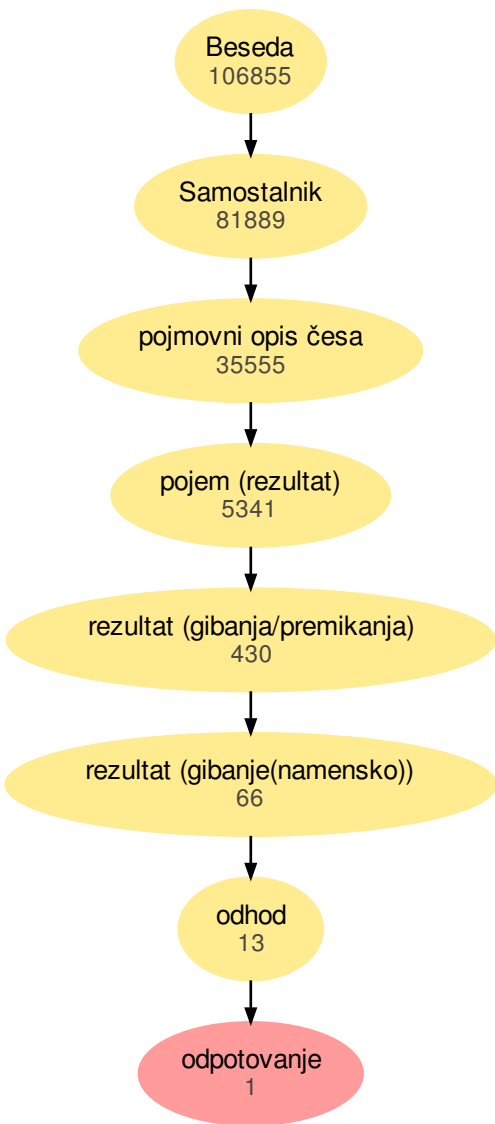 Beseda
106855
Samostalnik
81889
pojmovni opis česa
35555
pojem (rezultat)
5341
rezultat (gibanja/premikanja)
430
rezultat (gibanje(namensko))
66
odhod
13
odpotovanje
1